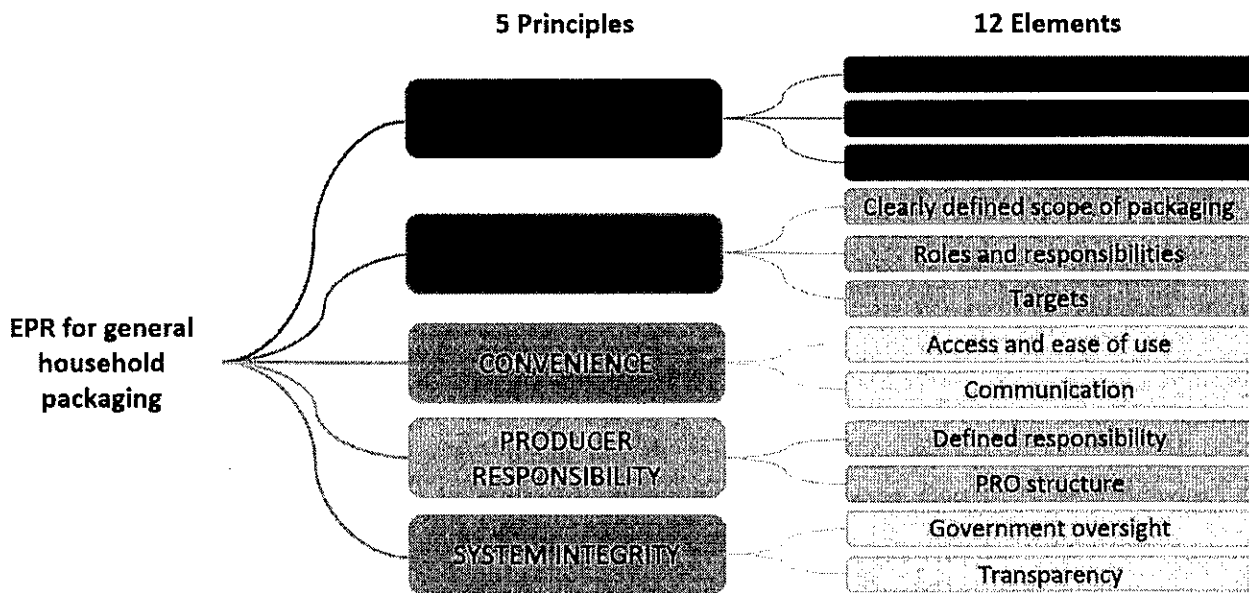 5 Principles
12 Elements
EPR for general
household
packaging
CONVENIENCE
PRODUCER
RESPONSIBILITY
SYSTEM INTEGRITY
Clearly defined scope of packaging
Roles and responsibilities
Targets
Access and ease of use
Communication
Defined responsibility
PRO structure
Government oversight
Transparency